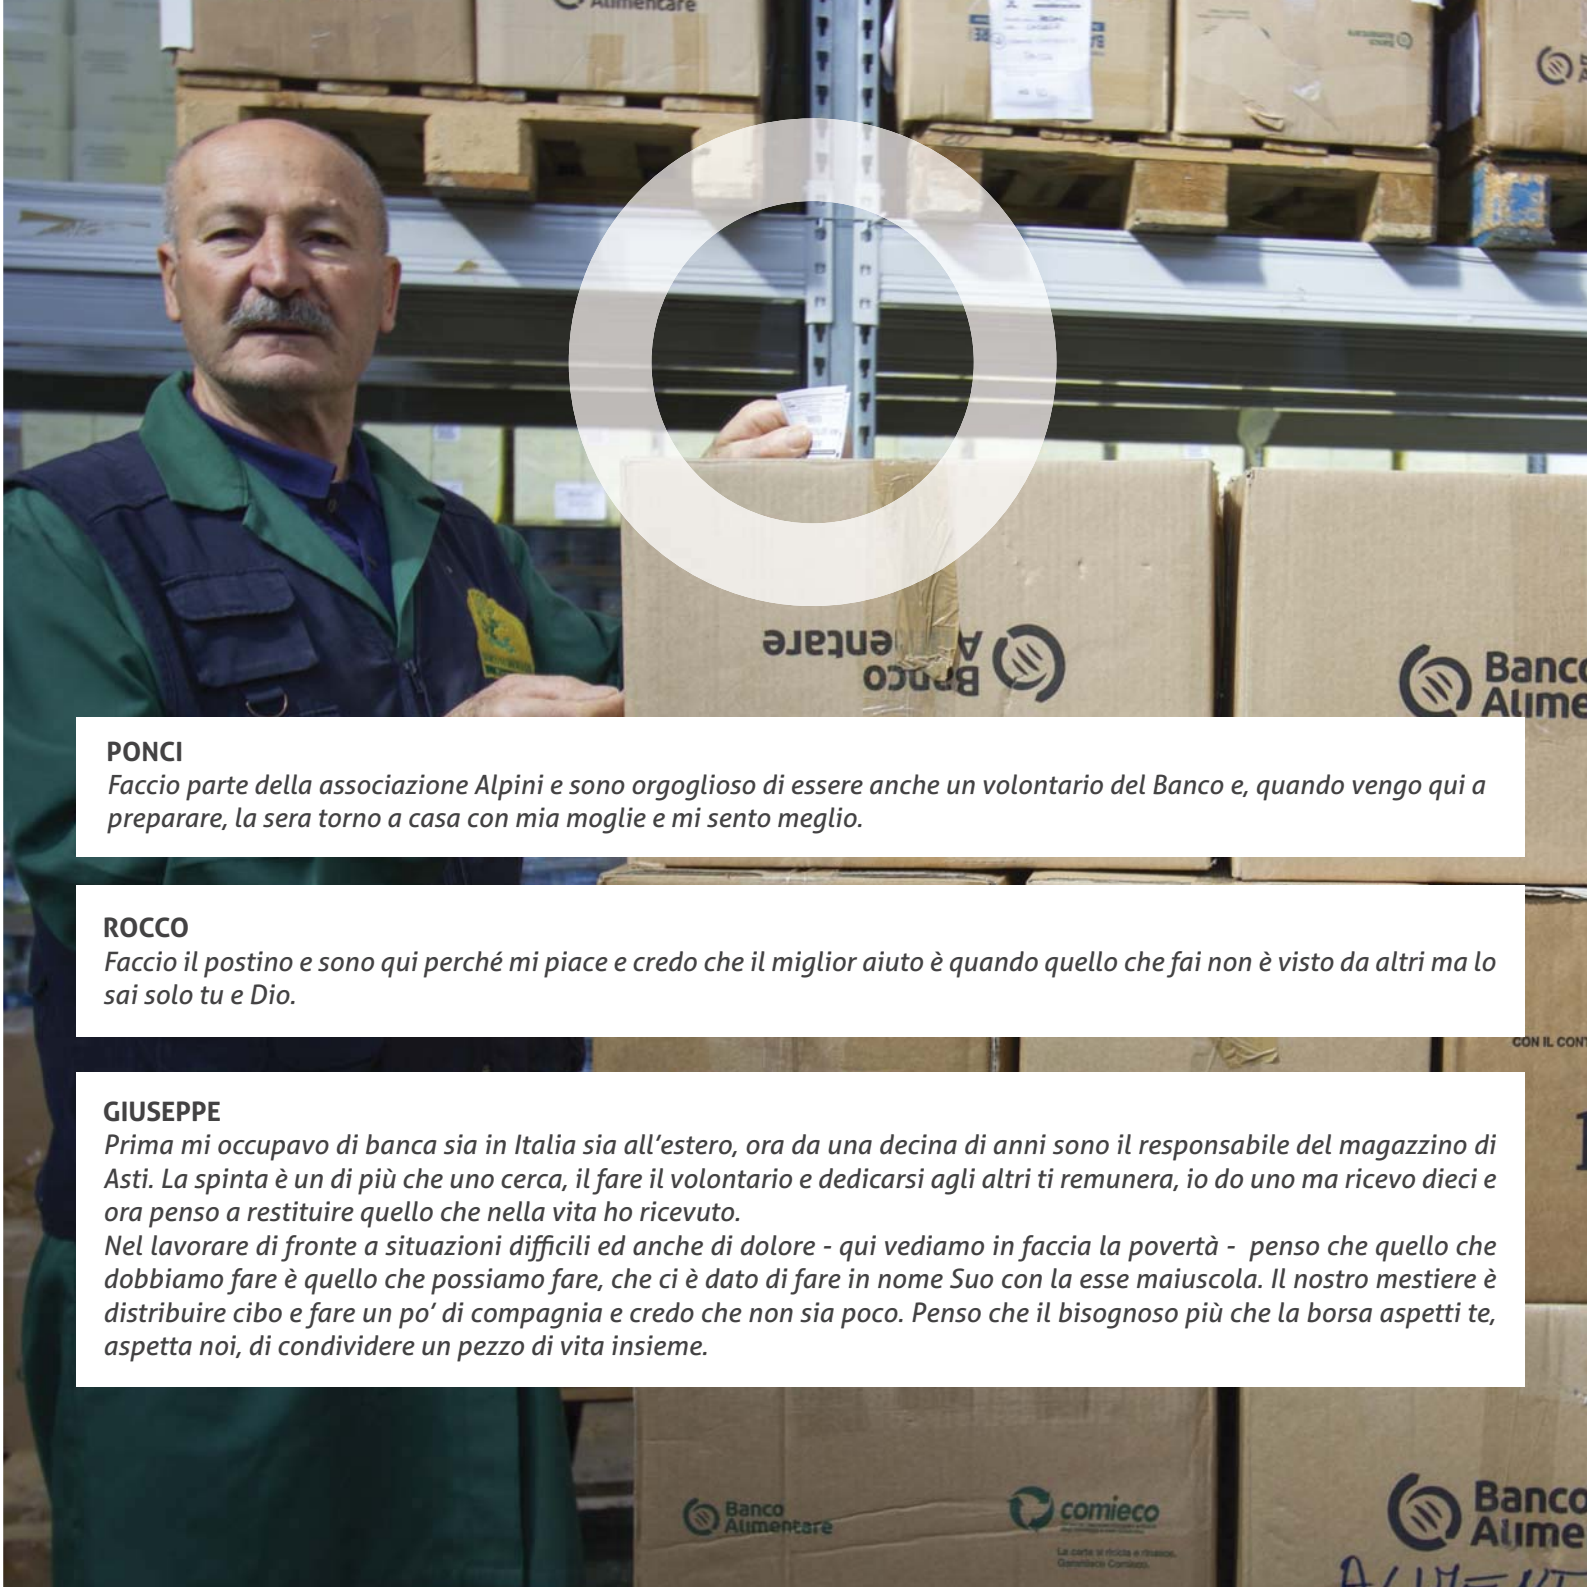 Alimentare
Banco
Alimentare
Banco
Alimentare
PONCI
Faccio parte della associazione Alpini e sono orgoglioso di essere anche un volontario del Banco e, quando vengo qui a
preparare, la sera torno a casa con mia moglie e mi sento meglio.
ROCCO
Faccio il postino e sono qui perché mi piace e credo che il miglior aiuto è quando quello che fai non è visto da altri ma lo
sai solo tu e Dio.
CON IL CONT
GIUSEPPE
Prima mi occupavo di banca sia in Italia sia all’estero, ora da una decina di anni sono il responsabile del magazzino di
Asti. La spinta è un di più che uno cerca, il fare il volontario e dedicarsi agli altri ti remunera, io do uno ma ricevo dieci e
ora penso a restituire quello che nella vita ho ricevuto.
Nel lavorare di fronte a situazioni difficili ed anche di dolore - qui vediamo in faccia la povertà - penso che quello che
dobbiamo fare è quello che possiamo fare, che ci è dato di fare in nome Suo con la esse maiuscola. Il nostro mestiere è
distribuire cibo e fare un po’ di compagnia e credo che non sia poco. Penso che il bisognoso più che la borsa aspetti te,
aspetta noi, di condividere un pezzo di vita insieme.
Banco
Alimentare
comieco
La carta si ricicla e rinasce.
Garantisce Comieco.
Banco
Alime